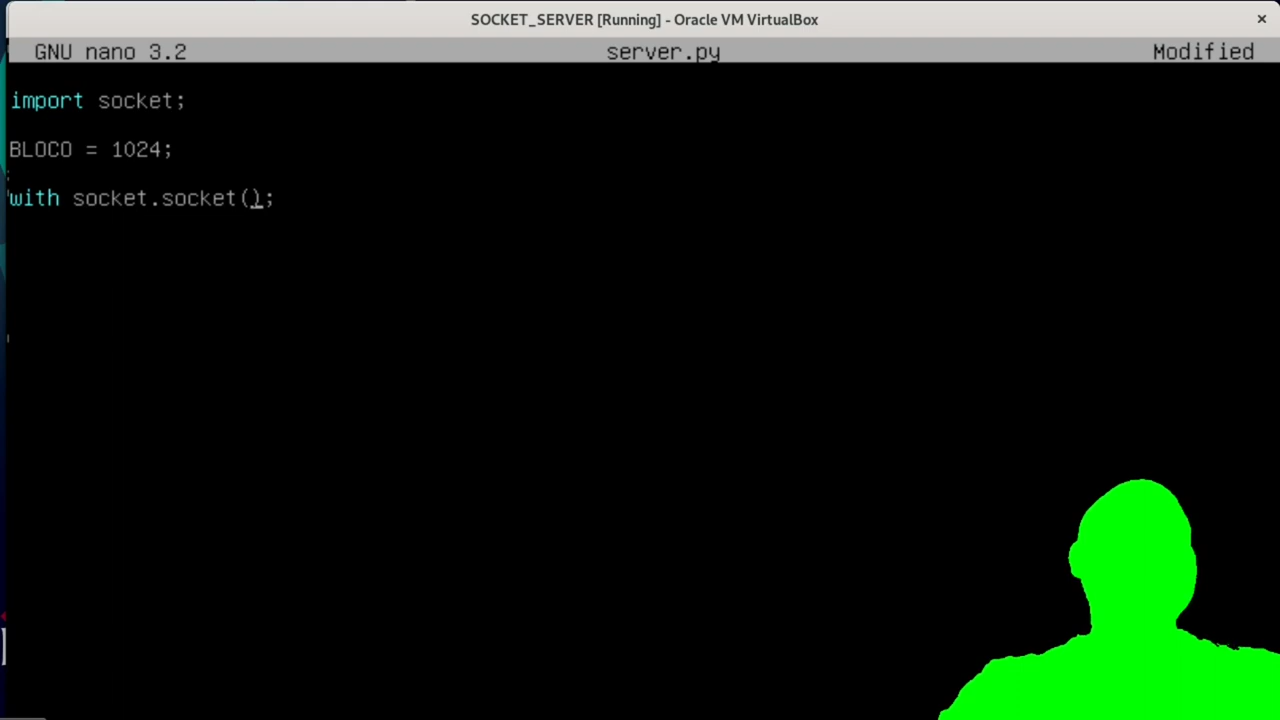 SOCKET_SERVER [Running] - Oracle VM VirtualBox
GNU nano 3.2 server.py Modified
import socket;
BLOCO = 1024;
with socket.socket();